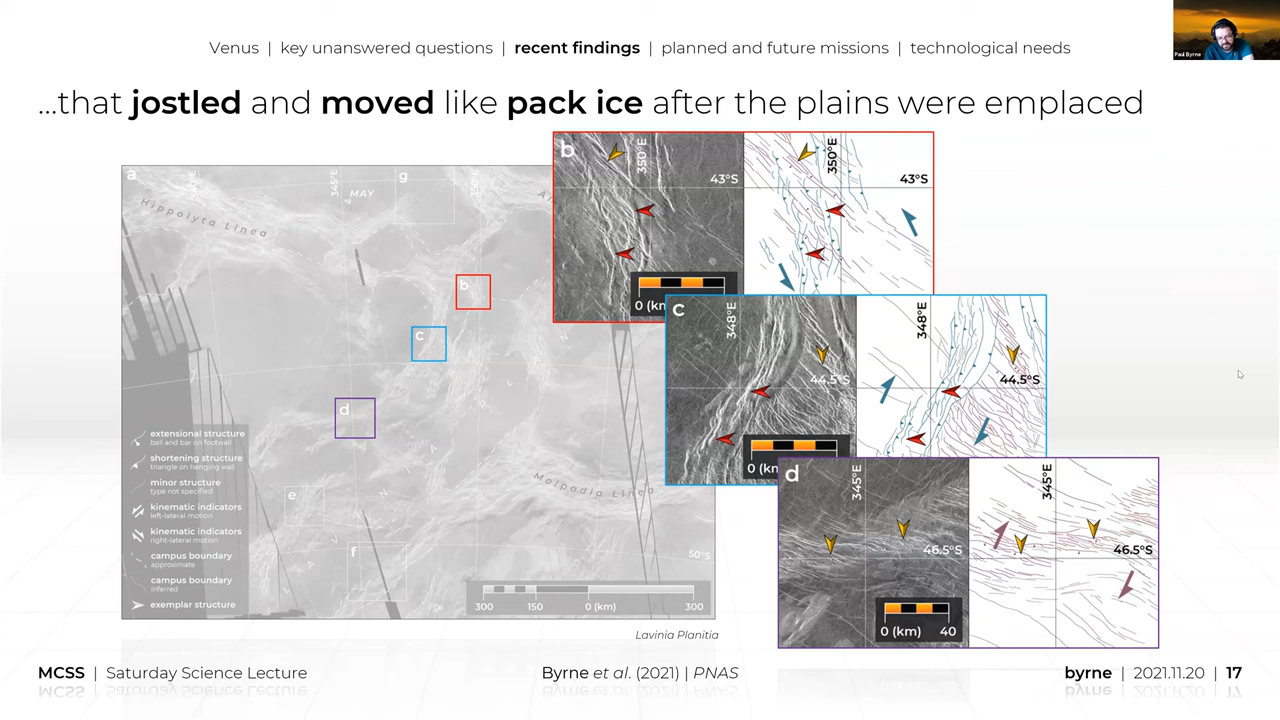 Venus | key unanswered questions | recent findings | planned and future missions | technological needs
Paul Byrne
...that jostled and moved like pack ice after the plains were emplaced
a
345°E
4 MAY
g
Hippolyta Linea
b
c
d
e
f
Malpadia Linea
50°S
extensional structure
ball and bar on footwall
shortening structure
triangle on hanging wall
minor structure
type not specified
kinematic indicators
left-lateral motion
kinematic indicators
right-lateral motion
campus boundary
approximate
campus boundary
inferred
exemplar structure
300 150 0 (km) 300
Lavinia Planitia
b
350°E
43°S
350°E
43°S
0 (km
c
348°E
44.5°S
348°E
44.5°S
0 (km
d
345°E
46.5°S
345°E
46.5°S
0 (km) 40
MCSS | Saturday Science Lecture
Byrne et al. (2021) | PNAS
byrne | 2021.11.20 | 17